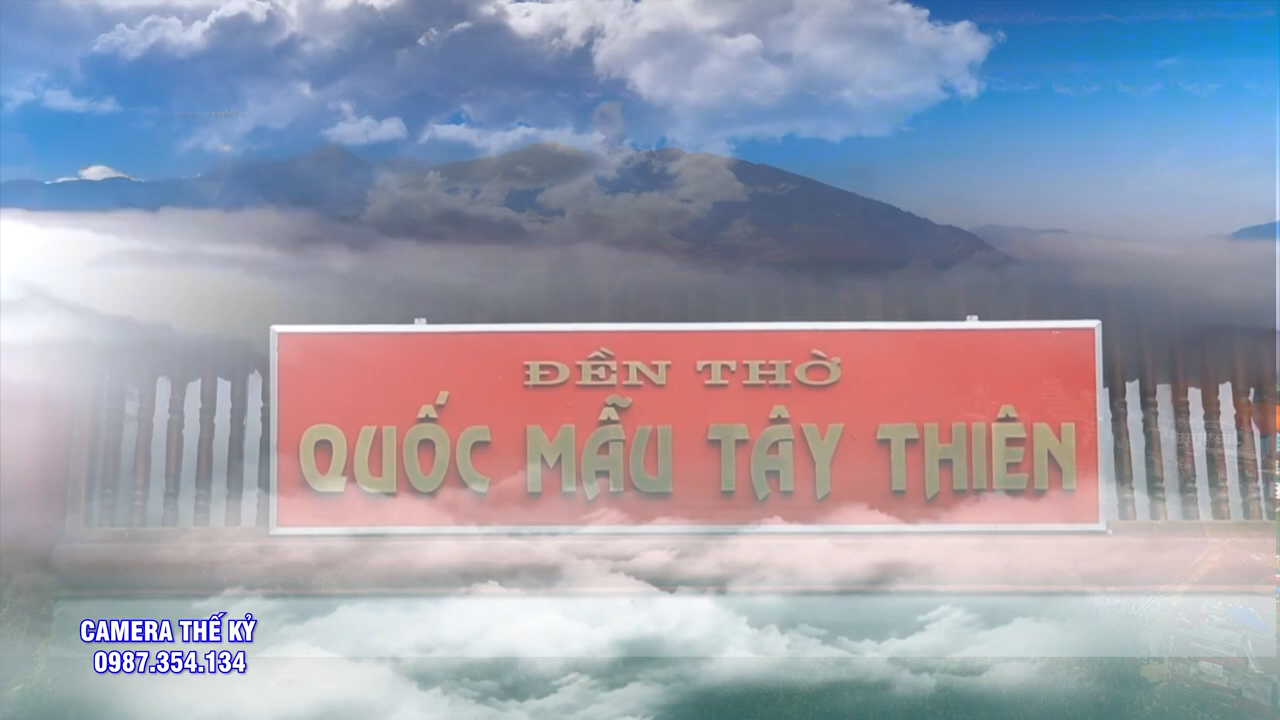 ĐỀN THỜ
QUỐC MẪU TÂY THIÊN
CAMERA THẾ KỶ
0987.354.134